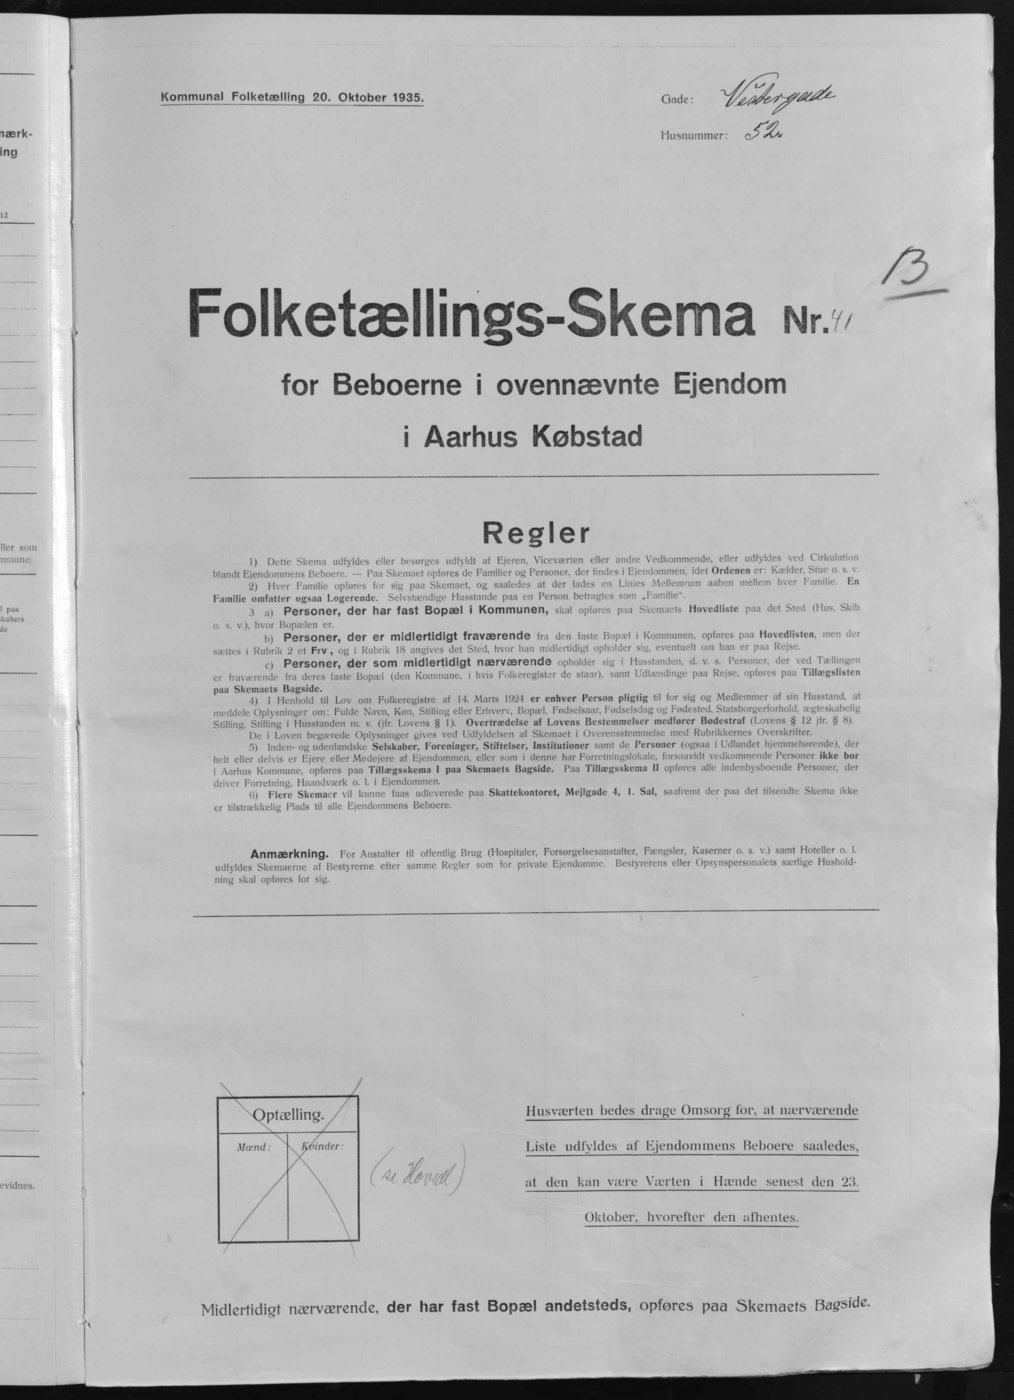 Kommunal Folketælling 20. Oktober 1935.
Gade: Vestergade
Husnummer: 52.
B
Folketællings-Skema Nr. 41
for Beboerne i ovennævnte Ejendom
i Aarhus Købstad
Regler
1) Dette Skema udfyldes eller besørges udfyldt af Ejeren, Viceværten eller andre Vedkommende, eller udfyldes ved Cirkulation
blandt Ejendommens Beboere. — Paa Skemaet opføres de Familier og Personer, der findes i Ejendommen, idet Ordenen er: Kælder, Stue o. s. v.
2) Hver Familie opføres for sig paa Skemaet, og saaledes at der lades en Linies Mellemrum aaben mellem hver Familie. En
Familie omfatter ogsaa Logerende. Selvstændige Husstande paa en Person betragtes som „Familie".
3 a) Personer, der har fast Bopæl i Kommunen, skal opføres paa Skemaets Hovedliste paa det Sted (Hus, Skib
o. s. v.), hvor Bopælen er.
b) Personer, der er midlertidigt fraværende fra den faste Bopæl i Kommunen, opføres paa Hovedlisten, men der
sættes i Rubrik 2 et Frv., og i Rubrik 18 angives det Sted, hvor han midlertidigt opholder sig, eventuelt om han er paa Rejse.
c) Personer, der som midlertidigt nærværende opholder sig i Husstanden, d. v. s. Personer, der ved Tællingen
er fraværende fra deres faste Bopæl (den Kommune, i hvis Folkeregister de staar), samt Udlændinge paa Rejse, opføres paa Tillægslisten
paa Skemaets Bagside.
4) I Henhold til Lov om Folkeregistre af 14. Marts 1924 er enhver Person pligtig til for sig og Medlemmer af sin Husstand, at
meddele Oplysninger om: Fulde Navn, Køn, Stilling eller Erhverv, Bopæl, Fødselsaar, Fødselsdag og Fødested, Statsborgerforhold, ægteskabelig
Stilling, Stilling i Husstanden m. v. (jfr. Lovens § 1). Overtrædelse af Lovens Bestemmelser medfører Bødestraf (Lovens § 12 jfr. § 8).
De i Loven begærede Oplysninger gives ved Udfyldelsen af Skemaet i Overensstemmelse med Rubrikkernes Overskrifter.
5) Inden- og udenlandske Selskaber, Foreninger, Stiftelser, Institutioner samt de Personer (ogsaa i Udlandet hjemmehørende), der
helt eller delvis er Ejere eller Medejere af Ejendommen, eller som i denne har Forretningslokale, forsaavidt vedkommende Personer ikke bor
i Aarhus Kommune, opføres paa Tillægsskema I paa Skemaets Bagside. Paa Tillægsskema II opføres alle indenbysboende Personer, der
driver Forretning, Haandværk o. l. i Ejendommen.
6) Flere Skemaer vil kunne faas udleverede paa Skattekontoret, Mejlgade 4, 1. Sal, saafremt der paa det tilsendte Skema ikke
er tilstrækkelig Plads til alle Ejendommens Beboere.
Anmærkning. For Anstalter til offentlig Brug (Hospitaler, Forsørgelsesanstalter, Fængsler, Kaserner o. s. v.) samt Hoteller o. l.
udfyldes Skemaerne af Bestyrerne efter samme Regler som for private Ejendomme. Bestyrerens eller Opsynspersonalets særlige Hushold-
ning skal opføres for sig.
Optælling.
Mænd: Kvinder:
(se Hoved)
Husværten bedes drage Omsorg for, at nærværende
Liste udfyldes af Ejendommens Beboere saaledes,
at den kan være Værten i Hænde senest den 23.
Oktober, hvorefter den afhentes.
Midlertidigt nærværende, der har fast Bopæl andetsteds, opføres paa Skemaets Bagside.